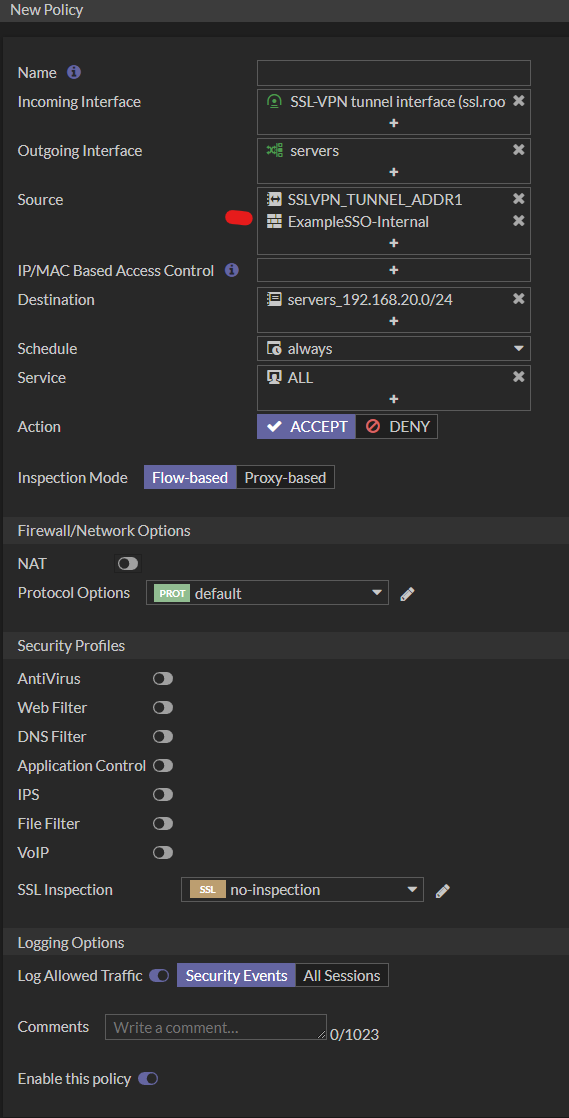 New Policy
Name
Incoming Interface
SSL-VPN tunnel interface (ssl.roo
Outgoing Interface
servers
Source
SSLVPN_TUNNEL_ADDR1
ExampleSSO-Internal
IP/MAC Based Access Control
Destination
servers_192.168.20.0/24
Schedule
always
Service
ALL
Action
ACCEPT DENY
Inspection Mode Flow-based Proxy-based
Firewall/Network Options
NAT
Protocol Options PROT default
Security Profiles
AntiVirus
Web Filter
DNS Filter
Application Control
IPS
File Filter
VoIP
SSL Inspection SSL no-inspection
Logging Options
Log Allowed Traffic Security Events All Sessions
Comments Write a comment... 0/1023
Enable this policy